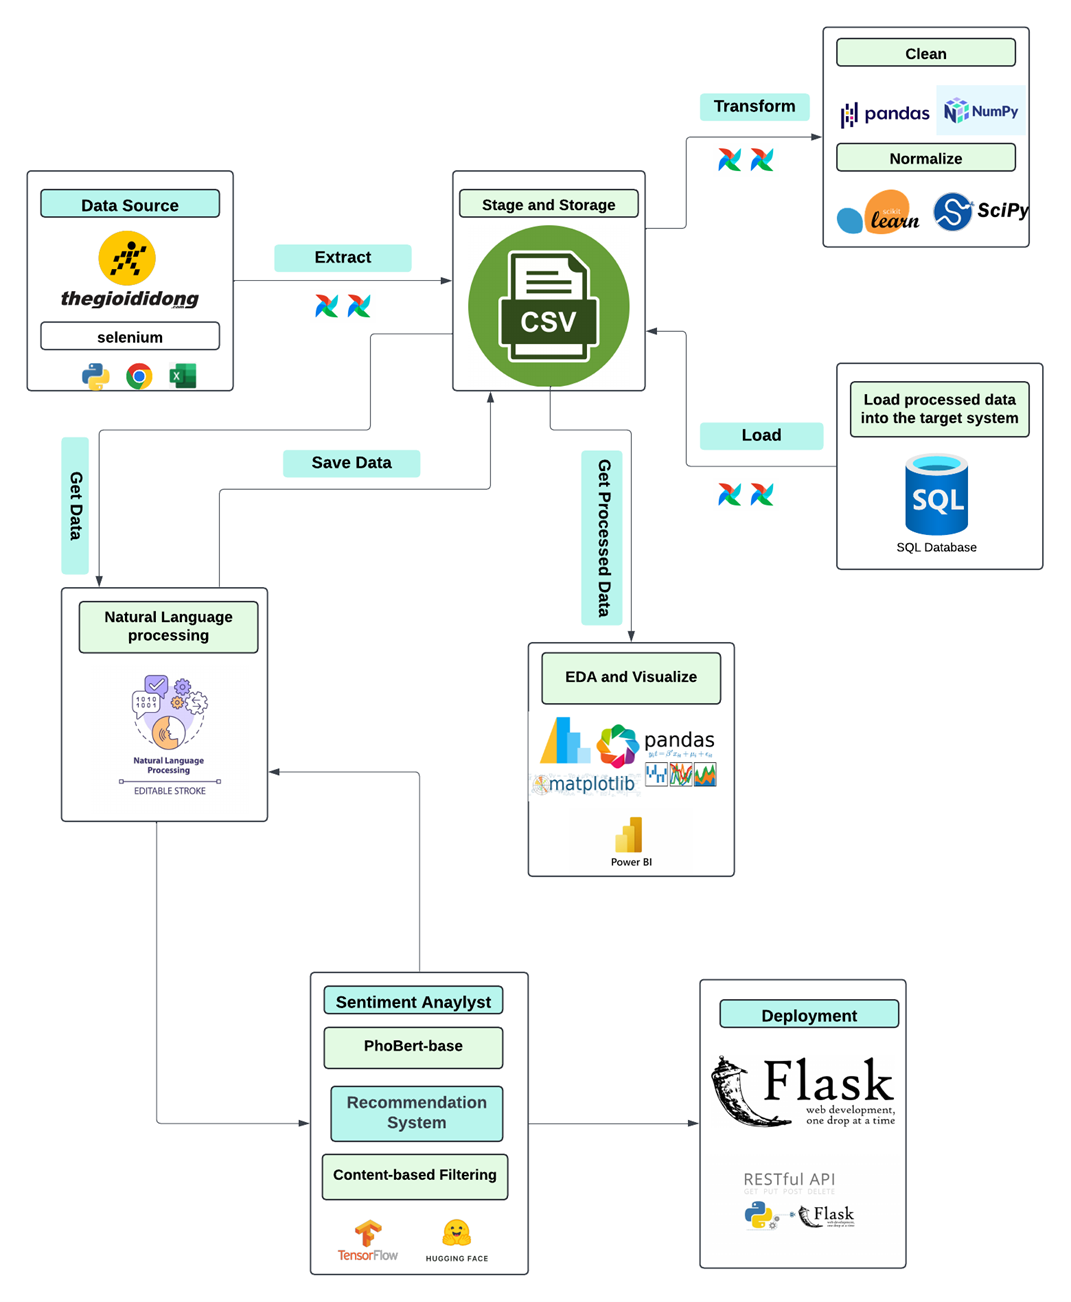 Clean
pandas
NumPy
Normalize
scikit
learn
SciPy
Transform
Data Source
thegioididong
.com
selenium
Extract
Stage and Storage
CSV
Load processed data
into the target system
SQL
SQL Database
Load
Get Data
Save Data
Get Processed Data
Natural Language
processing
1010
1001
Natural Language
Processing
EDITABLE STROKE
EDA and Visualize
pandas
matplotlib
Power BI
Sentiment Anaylyst
PhoBert-base
Recommendation
System
Content-based Filtering
TensorFlow
HUGGING FACE
Deployment
Flask
web development,
one drop at a time
RESTful API
GET PUT POST DELETE
Flask